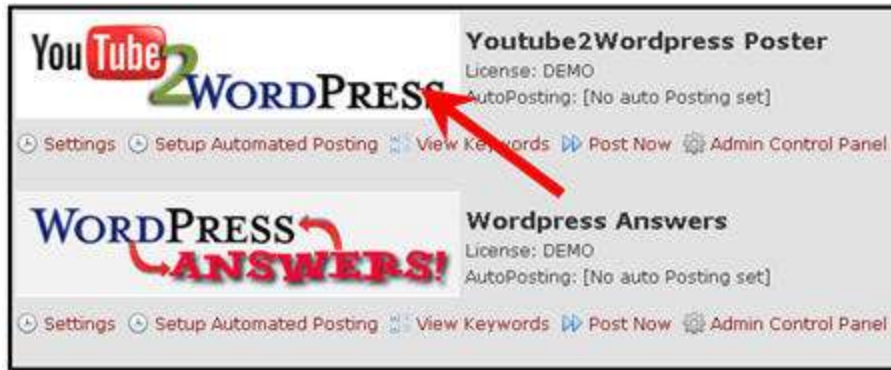 You Tube 2 WORDPRESS
Youtube2Wordpress Poster
License: DEMO
AutoPosting: [No auto Posting set]
Settings Setup Automated Posting View Keywords Post Now Admin Control Panel
WORDPRESS
ANSWERS!
Wordpress Answers
License: DEMO
AutoPosting: [No auto Posting set]
Settings Setup Automated Posting View Keywords Post Now Admin Control Panel